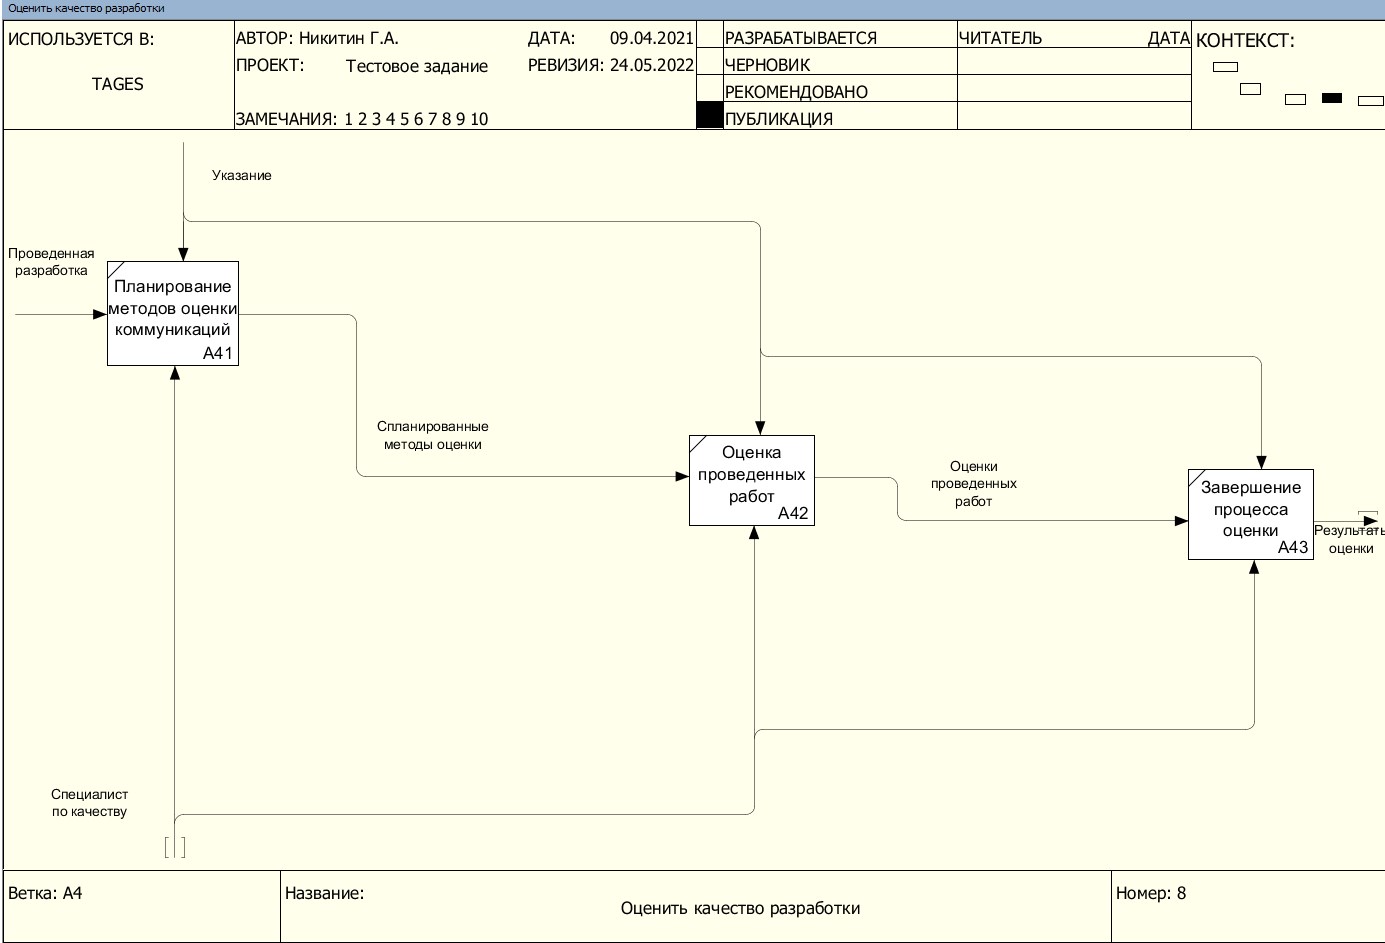 Оценить качество разработки
ИСПОЛЬЗУЕТСЯ В:
TAGES
АВТОР: Никитин Г.А.
ДАТА: 09.04.2021
ПРОЕКТ: Тестовое задание
РЕВИЗИЯ: 24.05.2022
ЗАМЕЧАНИЯ: 1 2 3 4 5 6 7 8 9 10
РАЗРАБАТЫВАЕТСЯ
ЧЕРНОВИК
РЕКОМЕНДОВАНО
ПУБЛИКАЦИЯ
ЧИТАТЕЛЬ ДАТА
КОНТЕКСТ:
Указание
Проведенная
разработка
Планирование
методов оценки
коммуникаций
A41
Спланированные
методы оценки
Оценка
проведенных
работ
A42
Оценки
проведенных
работ
Завершение
процесса
оценки
A43
Результаты
оценки
Специалист
по качеству
Ветка: A4
Название:
Оценить качество разработки
Номер: 8